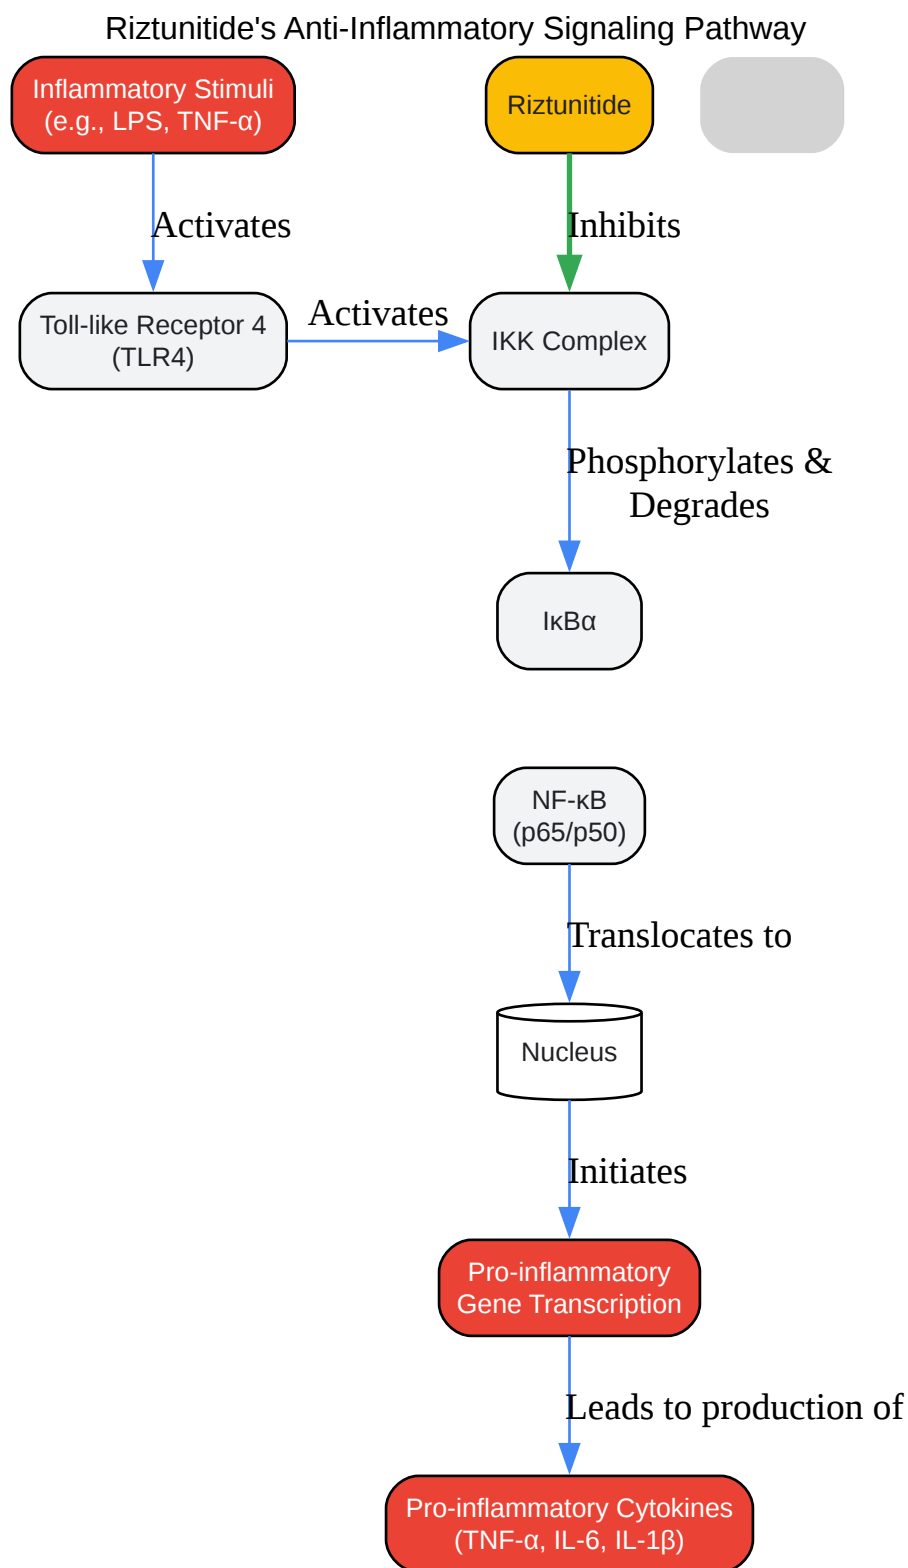 Riztunitide's Anti-Inflammatory Signaling Pathway
Inflammatory Stimuli
(e.g., LPS, TNF-α)
Riztunitide
Activates
Inhibits
Toll-like Receptor 4
(TLR4)
Activates
IKK Complex
Phosphorylates &
Degrades
IκBα
NF-κB
(p65/p50)
Translocates to
Nucleus
Initiates
Pro-inflammatory
Gene Transcription
Leads to production of
Pro-inflammatory Cytokines
(TNF-α, IL-6, IL-1β)